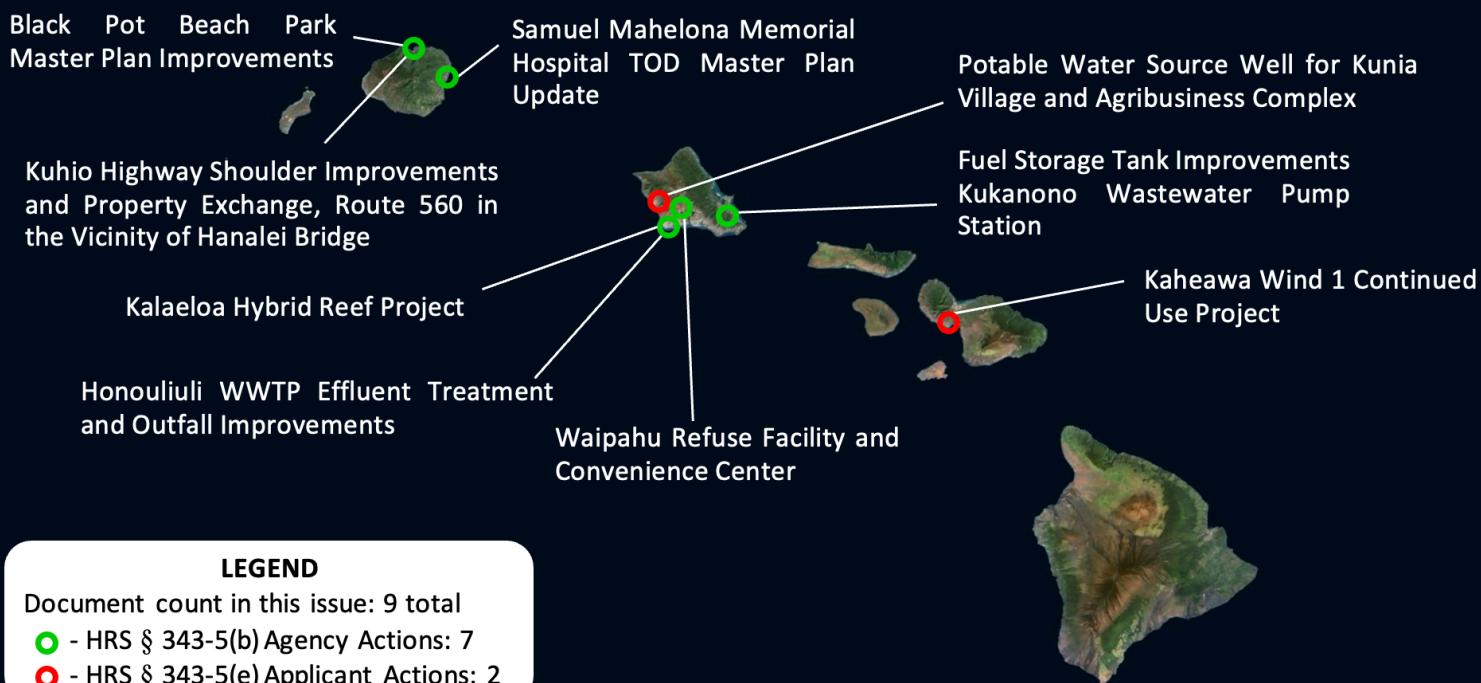 Black Pot Beach Park
Master Plan Improvements
Samuel Mahelona Memorial
Hospital TOD Master Plan
Update
Potable Water Source Well for Kunia
Village and Agribusiness Complex
Kuhio Highway Shoulder Improvements
and Property Exchange, Route 560 in
the Vicinity of Hanalei Bridge
Fuel Storage Tank Improvements
Kukanono Wastewater Pump
Station
Kalaeloa Hybrid Reef Project
Kaheawa Wind 1 Continued
Use Project
Honouliuli WWTP Effluent Treatment
and Outfall Improvements
Waipahu Refuse Facility and
Convenience Center
LEGEND
Document count in this issue: 9 total
- HRS § 343-5(b) Agency Actions: 7
- HRS § 343-5(e) Applicant Actions: 2